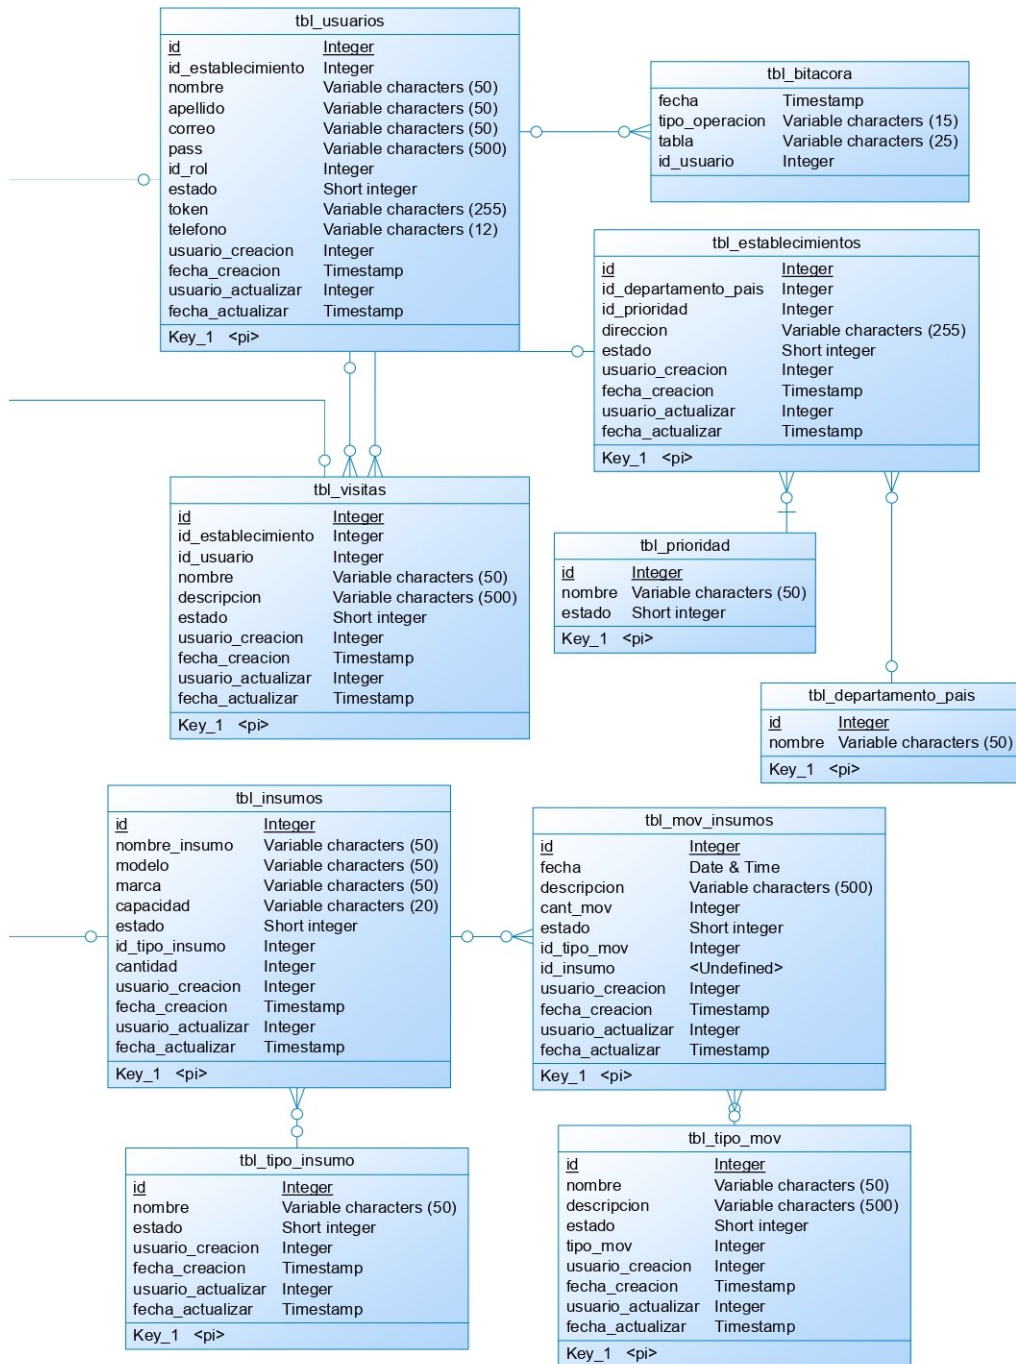 tbl_usuarios
id Integer
id_establecimiento Integer
nombre Variable characters (50)
apellido Variable characters (50)
correo Variable characters (50)
pass Variable characters (500)
id_rol Integer
estado Short integer
token Variable characters (255)
telefono Variable characters (12)
usuario_creacion Integer
fecha_creacion Timestamp
usuario_actualizar Integer
fecha_actualizar Timestamp
Key_1 <pi>
tbl_bitacora
fecha Timestamp
tipo_operacion Variable characters (15)
tabla Variable characters (25)
id_usuario Integer
tbl_establecimientos
id Integer
id_departamento_pais Integer
id_prioridad Integer
direccion Variable characters (255)
estado Short integer
usuario_creacion Integer
fecha_creacion Timestamp
usuario_actualizar Integer
fecha_actualizar Timestamp
Key_1 <pi>
tbl_visitas
id Integer
id_establecimiento Integer
id_usuario Integer
nombre Variable characters (50)
descripcion Variable characters (500)
estado Short integer
usuario_creacion Integer
fecha_creacion Timestamp
usuario_actualizar Integer
fecha_actualizar Timestamp
Key_1 <pi>
tbl_prioridad
id Integer
nombre Variable characters (50)
estado Short integer
Key_1 <pi>
tbl_departamento_pais
id Integer
nombre Variable characters (50)
Key_1 <pi>
tbl_insumos
id Integer
nombre_insumo Variable characters (50)
modelo Variable characters (50)
marca Variable characters (50)
capacidad Variable characters (20)
estado Short integer
id_tipo_insumo Integer
cantidad Integer
usuario_creacion Integer
fecha_creacion Timestamp
usuario_actualizar Integer
fecha_actualizar Timestamp
Key_1 <pi>
tbl_mov_insumos
id Integer
fecha Date & Time
descripcion Variable characters (500)
cant_mov Integer
estado Short integer
id_tipo_mov Integer
id_insumo <Undefined>
usuario_creacion Integer
fecha_creacion Timestamp
usuario_actualizar Integer
fecha_actualizar Timestamp
Key_1 <pi>
tbl_tipo_insumo
id Integer
nombre Variable characters (50)
estado Short integer
usuario_creacion Integer
fecha_creacion Timestamp
usuario_actualizar Integer
fecha_actualizar Timestamp
Key_1 <pi>
tbl_tipo_mov
id Integer
nombre Variable characters (50)
descripcion Variable characters (500)
estado Short integer
tipo_mov Integer
usuario_creacion Integer
fecha_creacion Timestamp
usuario_actualizar Integer
fecha_actualizar Timestamp
Key_1 <pi>